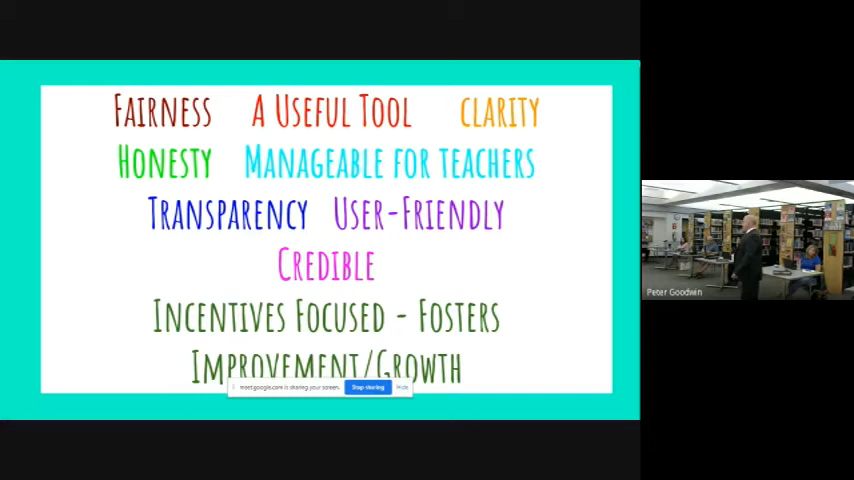 FAIRNESS A USEFUL TOOL CLARITY
HONESTY MANAGEABLE FOR TEACHERS
TRANSPARENCY USER-FRIENDLY
CREDIBLE
INCENTIVES FOCUSED - FOSTERS
IMPROVEMENT/GROWTH
meet.google.com is sharing your screen. Stop sharing Hide
Peter Goodwin